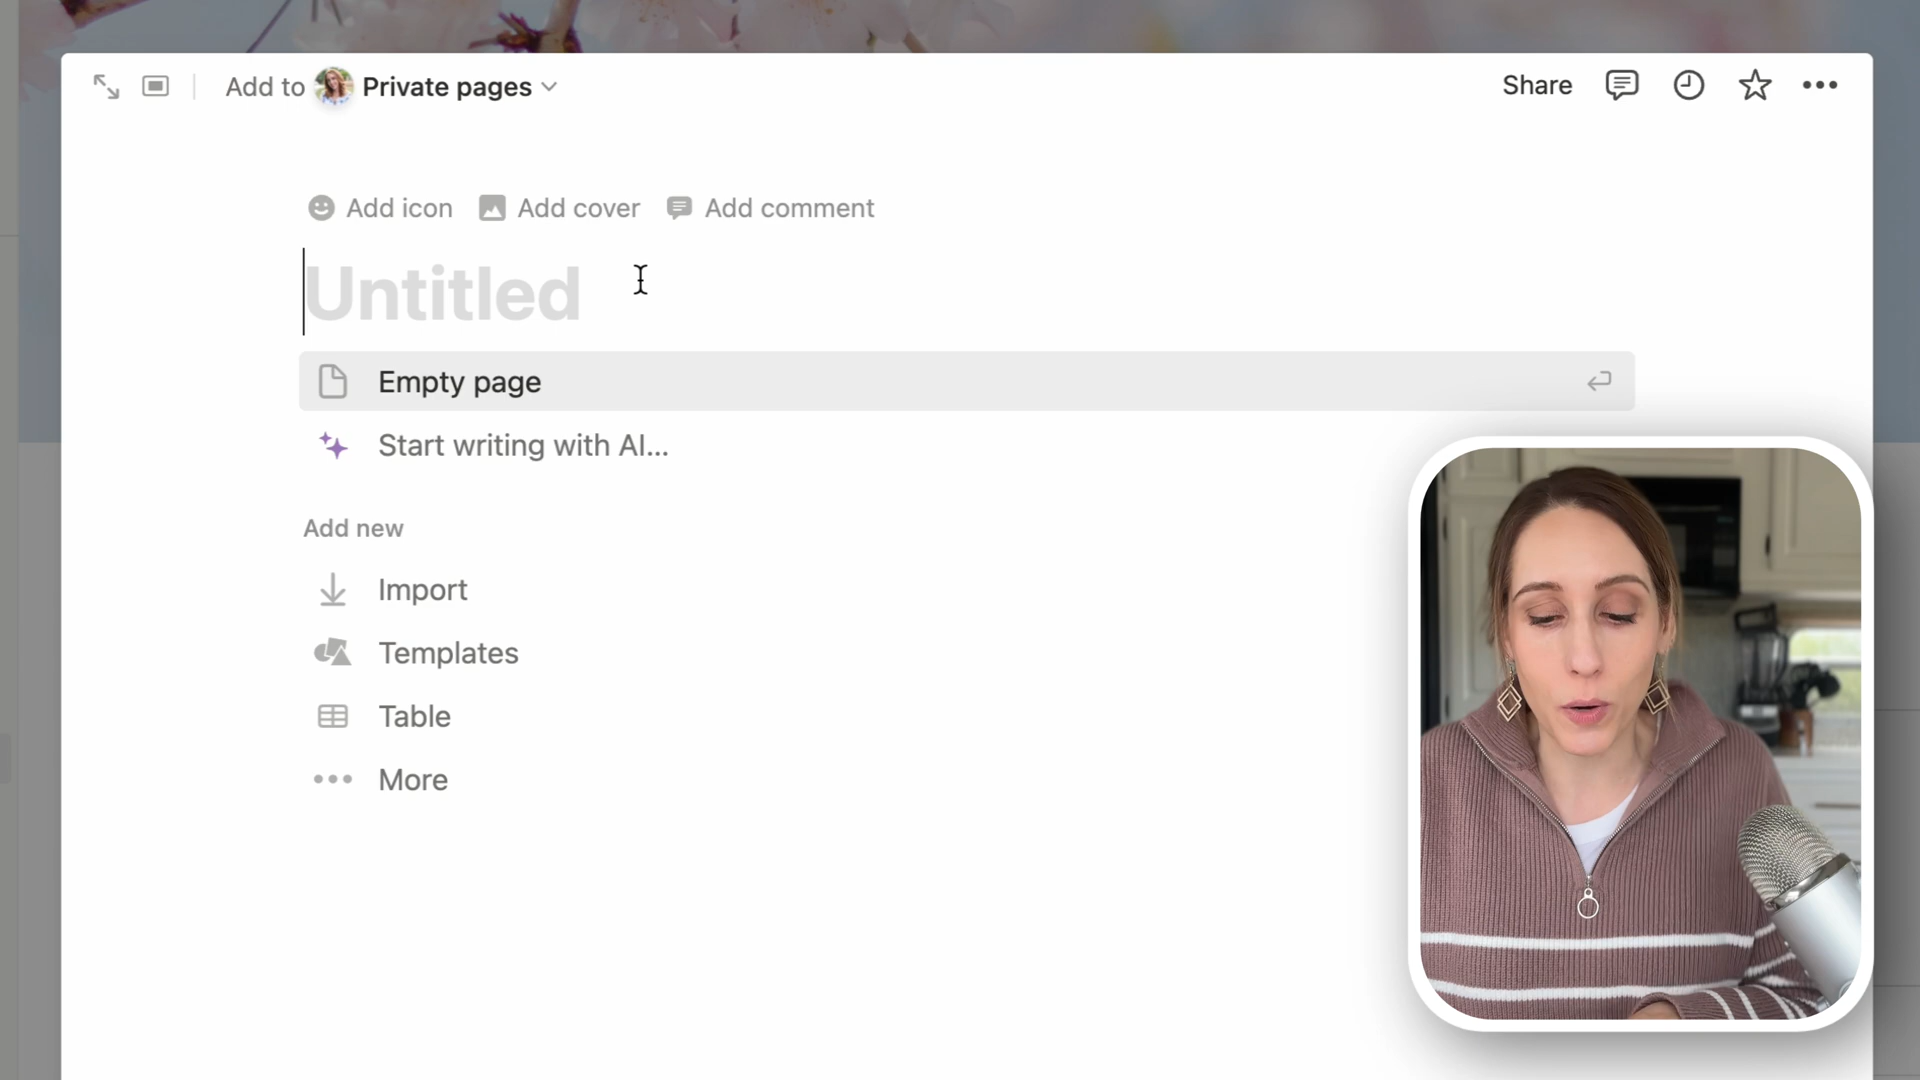 Add to Private pages
Share
Add icon Add cover Add comment
Untitled
Empty page
Start writing with AI...
Add new
Import
Templates
Table
More